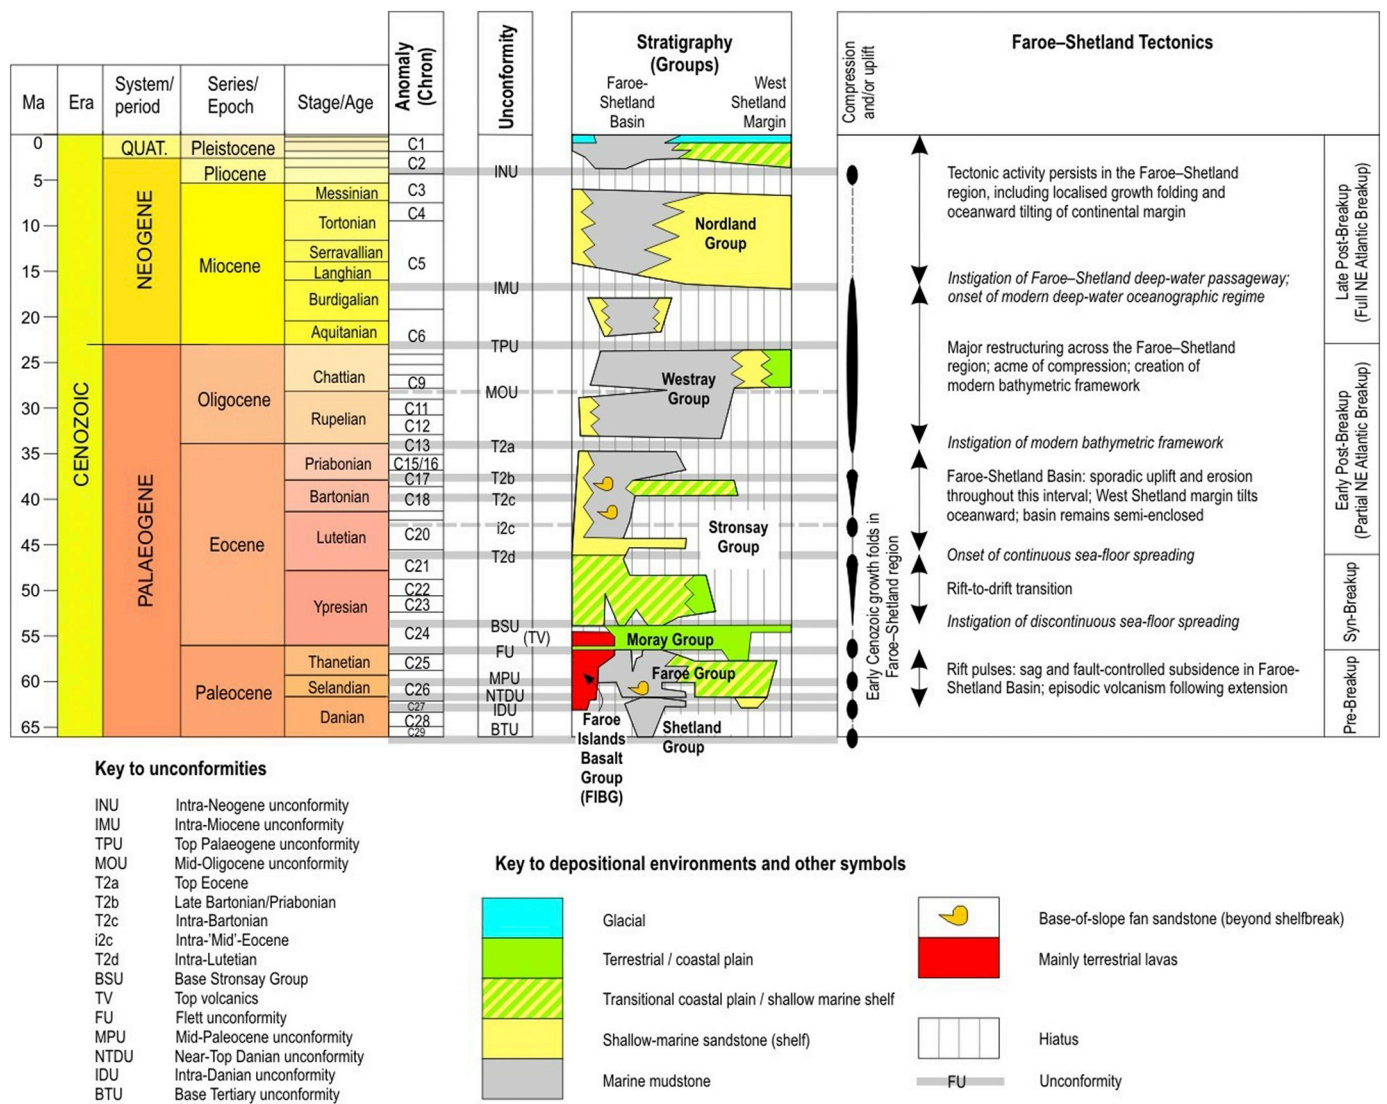 Ma
Era
System/
period
Series/
Epoch
Stage/Age
Anomaly
(Chron)
Unconformity
Stratigraphy
(Groups)
Faroe-
Shetland
Basin
West
Shetland
Margin
Compression
and/or uplift
Faroe–Shetland Tectonics
0
5
10
15
20
25
30
35
40
45
50
55
60
65
CENOZOIC
QUAT.
NEOGENE
PALAEOGENE
Pleistocene
Pliocene
Miocene
Oligocene
Eocene
Paleocene
Messinian
Tortonian
Serravallian
Langhian
Burdigalian
Aquitanian
Chattian
Rupelian
Priabonian
Bartonian
Lutetian
Ypresian
Thanetian
Selandian
Danian
C1
C2
C3
C4
C5
C6
C9
C11
C12
C13
C15/16
C17
C18
C20
C21
C22
C23
C24
C25
C26
C27
C28
C29
INU
IMU
TPU
MOU
T2a
T2b
T2c
i2c
T2d
BSU
(TV)
FU
MPU
NTDU
IDU
BTU
Nordland
Group
Westray
Group
Stronsay
Group
Moray Group
Faroe Group
Faroe
Islands
Basalt
Group
(FIBG)
Shetland
Group
Early Cenozoic growth folds in
Faroe–Shetland region
Tectonic activity persists in the Faroe–Shetland
region, including localised growth folding and
oceanward tilting of continental margin
Instigation of Faroe–Shetland deep-water passageway;
onset of modern deep-water oceanographic regime
Major restructuring across the Faroe–Shetland
region; acme of compression; creation of
modern bathymetric framework
Instigation of modern bathymetric framework
Faroe-Shetland Basin: sporadic uplift and erosion
throughout this interval; West Shetland margin tilts
oceanward; basin remains semi-enclosed
Onset of continuous sea-floor spreading
Rift-to-drift transition
Instigation of discontinuous sea-floor spreading
Rift pulses: sag and fault-controlled subsidence in Faroe-
Shetland Basin; episodic volcanism following extension
Late Post-Breakup
(Full NE Atlantic Breakup)
Early Post-Breakup
(Partial NE Atlantic Breakup)
Syn-Breakup
Pre-Breakup
Key to unconformities
INU Intra-Neogene unconformity
IMU Intra-Miocene unconformity
TPU Top Palaeogene unconformity
MOU Mid-Oligocene unconformity
T2a Top Eocene
T2b Late Bartonian/Priabonian
T2c Intra-Bartonian
i2c Intra-'Mid'-Eocene
T2d Intra-Lutetian
BSU Base Stronsay Group
TV Top volcanics
FU Flett unconformity
MPU Mid-Paleocene unconformity
NTDU Near-Top Danian unconformity
IDU Intra-Danian unconformity
BTU Base Tertiary unconformity
Key to depositional environments and other symbols
Glacial
Terrestrial / coastal plain
Transitional coastal plain / shallow marine shelf
Shallow-marine sandstone (shelf)
Marine mudstone
Base-of-slope fan sandstone (beyond shelfbreak)
Mainly terrestrial lavas
Hiatus
FU Unconformity